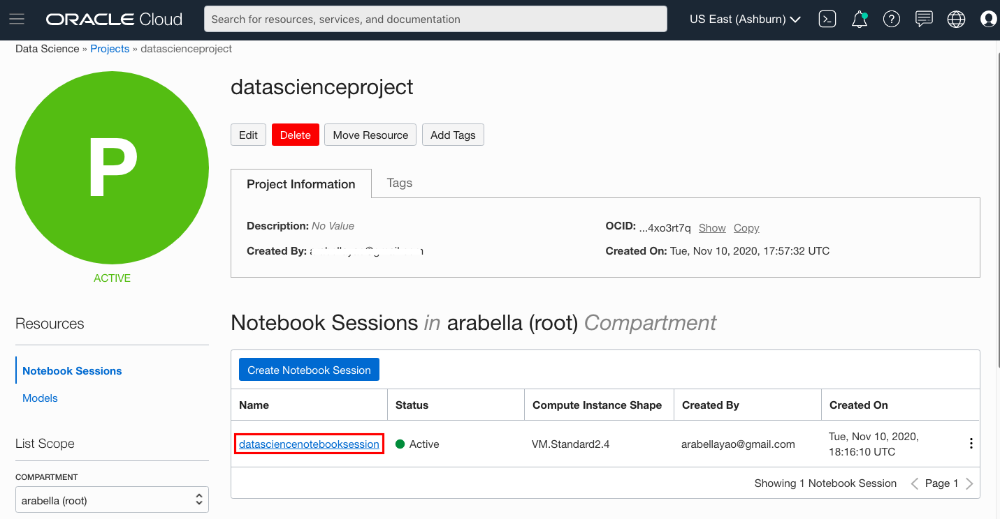 ORACLE Cloud
Search for resources, services, and documentation
US East (Ashburn)
Data Science » Projects » datascienceproject
P
ACTIVE
datascienceproject
Edit
Delete
Move Resource
Add Tags
Project Information
Tags
Description: No Value
Created By:
OCID: ...4xo3rt7q Show Copy
Created On: Tue, Nov 10, 2020, 17:57:32 UTC
Resources
Notebook Sessions
Models
List Scope
COMPARTMENT
arabella (root)
Notebook Sessions in arabella (root) Compartment
Create Notebook Session
Name
Status
Compute Instance Shape
Created By
Created On
datasciencenotebooksession
Active
VM.Standard2.4
arabellayao@gmail.com
Tue, Nov 10, 2020,
18:16:10 UTC
Showing 1 Notebook Session
Page 1